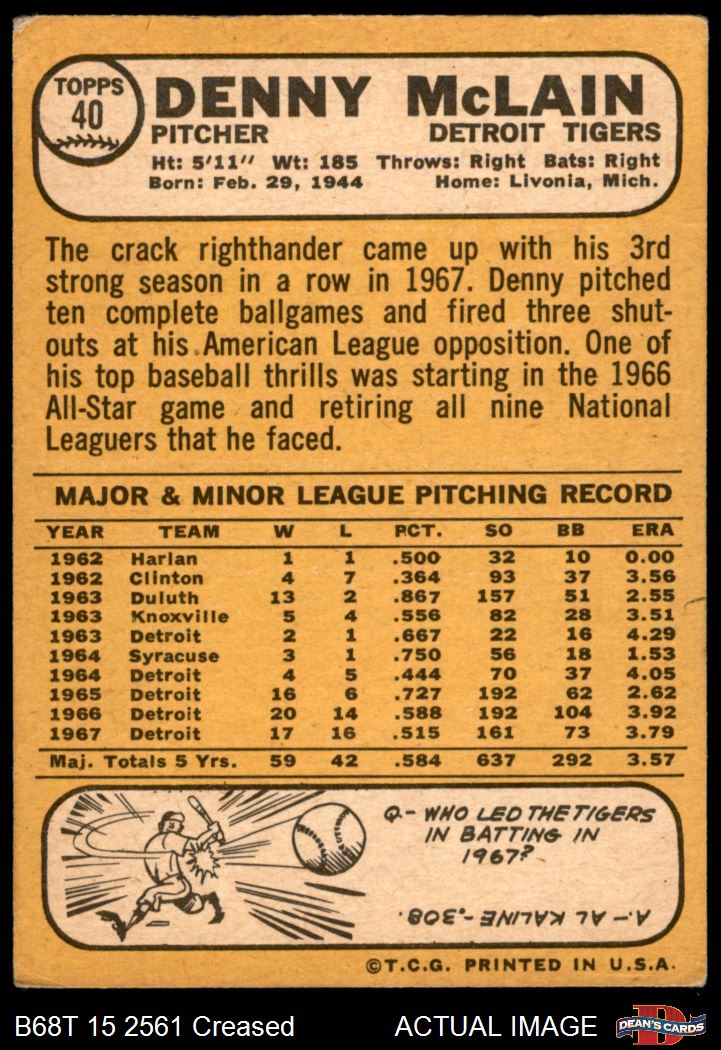 TOPPS
40
DENNY McLAIN
PITCHER DETROIT TIGERS
Ht: 5'11" Wt: 185 Throws: Right Bats: Right
Born: Feb. 29, 1944 Home: Livonia, Mich.
The crack righthander came up with his 3rd
strong season in a row in 1967. Denny pitched
ten complete ballgames and fired three shut-
outs at his American League opposition. One of
his top baseball thrills was starting in the 1966
All-Star game and retiring all nine National
Leaguers that he faced.
MAJOR & MINOR LEAGUE PITCHING RECORD
YEAR TEAM W L PCT. SO BB ERA
1962 Harlan 1 1 .500 32 10 0.00
1962 Clinton 4 7 .364 93 37 3.56
1963 Duluth 13 2 .867 157 51 2.55
1963 Knoxville 5 4 .556 82 28 3.51
1963 Detroit 2 1 .667 22 16 4.29
1964 Syracuse 3 1 .750 56 18 1.53
1964 Detroit 4 5 .444 70 37 4.05
1965 Detroit 16 6 .727 192 62 2.62
1966 Detroit 20 14 .588 192 104 3.92
1967 Detroit 17 16 .515 161 73 3.79
Maj. Totals 5 Yrs. 59 42 .584 637 292 3.57
Q.- WHO LED THE TIGERS
IN BATTING IN
1967?
A.- AL KALINE-.308.
©T.C.G. PRINTED IN U.S.A.
B68T 15 2561 Creased ACTUAL IMAGE
DEAN'S CARDS